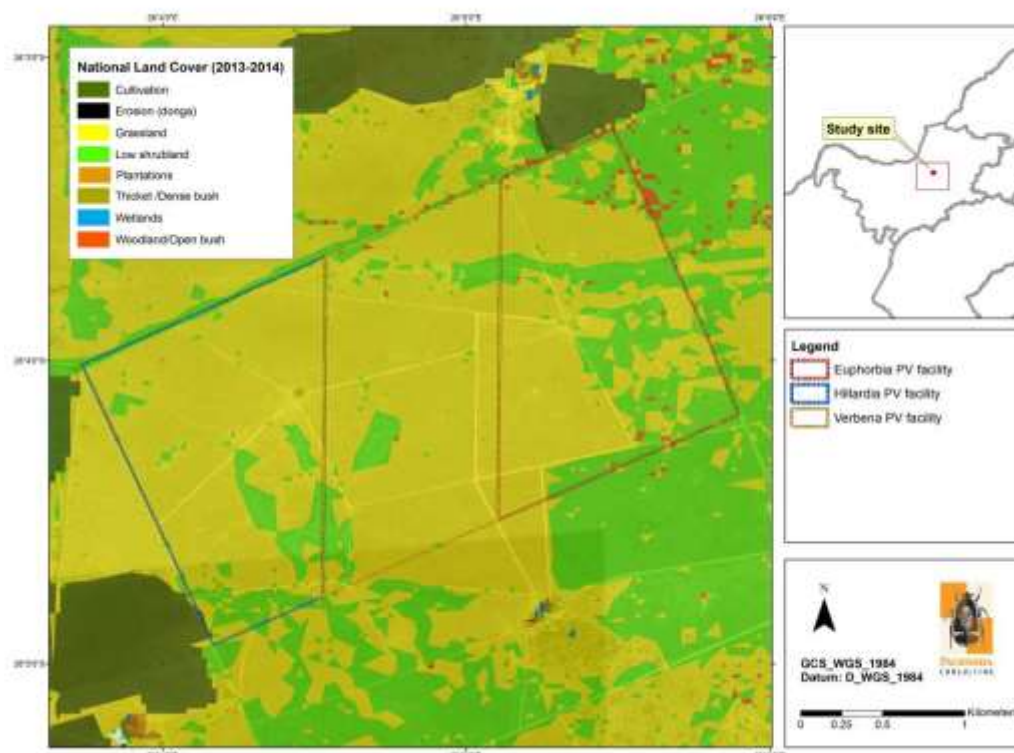 National Land Cover (2013-2014)
Cultivation
Erosion (donga)
Grassland
Low shrubland
Plantations
Thicket /Dense bush
Wetlands
Woodland/Open bush
Study site
Legend
Euphorbia PV facility
Hillardia PV facility
Verbena PV facility
N
GCS_WGS_1984
Datum: D_WGS_1984
CONSULTING
Kilometers
0 0.25 0.5 1